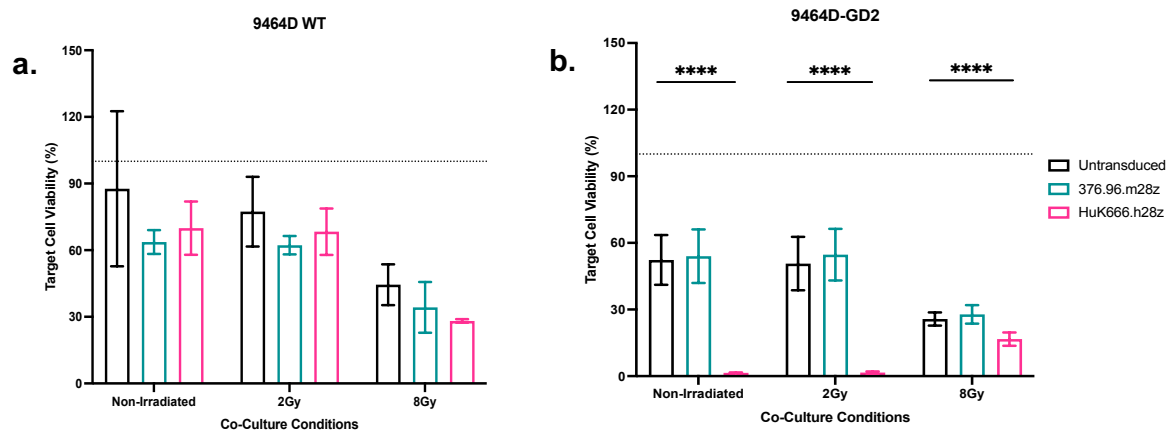 9464D WT
a.
150
120
90
60
30
0
Target Cell Viability (%)
Non-Irradiated 2Gy 8Gy
Co-Culture Conditions
9464D-GD2
b.
150
120
90
60
30
0
Target Cell Viability (%)
**** **** ****
Non-Irradiated 2Gy 8Gy
Co-Culture Conditions
Untransduced
376.96.m28z
HuK666.h28z